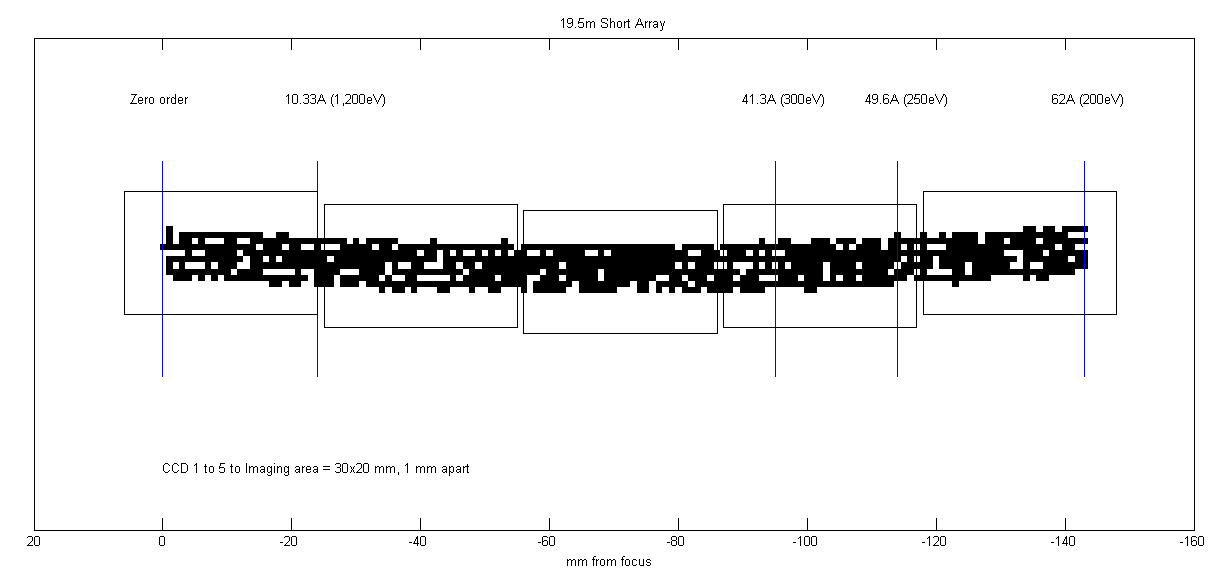 19.5m Short Array
Zero order 10.33A (1,200eV) 41.3A (300eV) 49.6A (250eV) 62A (200eV)
CCD 1 to 5 to Imaging area = 30x20 mm, 1 mm apart
20 0 -20 -40 -60 -80 -100 -120 -140 -160
mm from focus